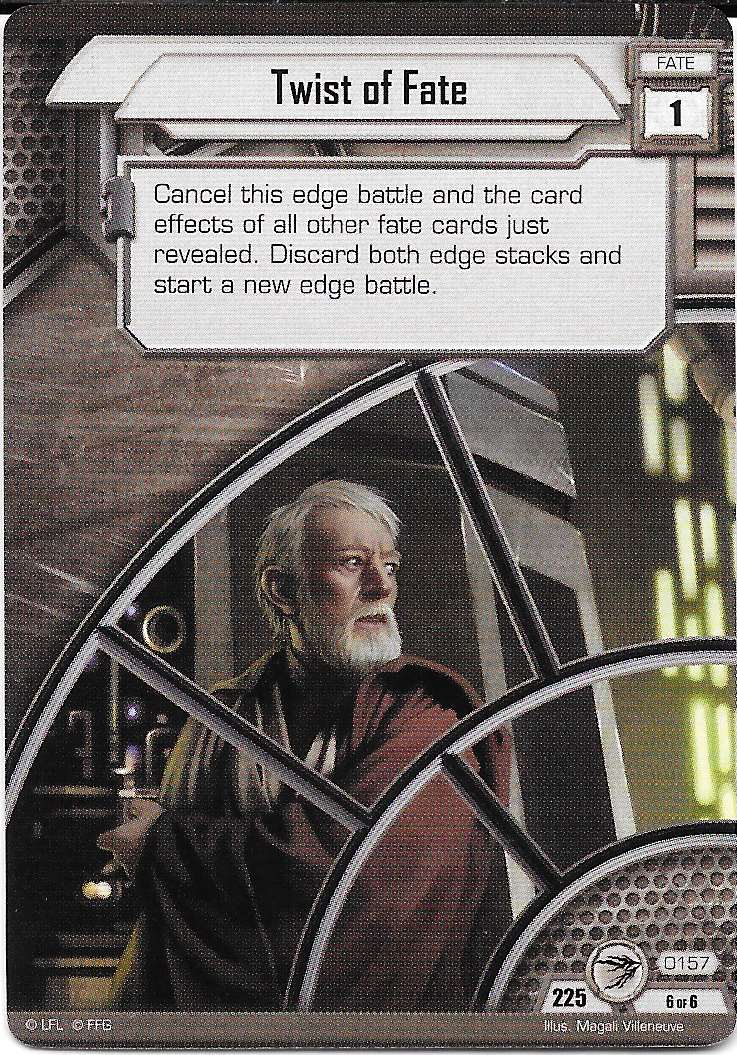 Twist of Fate
FATE
1
Cancel this edge battle and the card
effects of all other fate cards just
revealed. Discard both edge stacks and
start a new edge battle.
0157
225
6 OF 6
© LFL © FFG
Illus. Magali Villeneuve